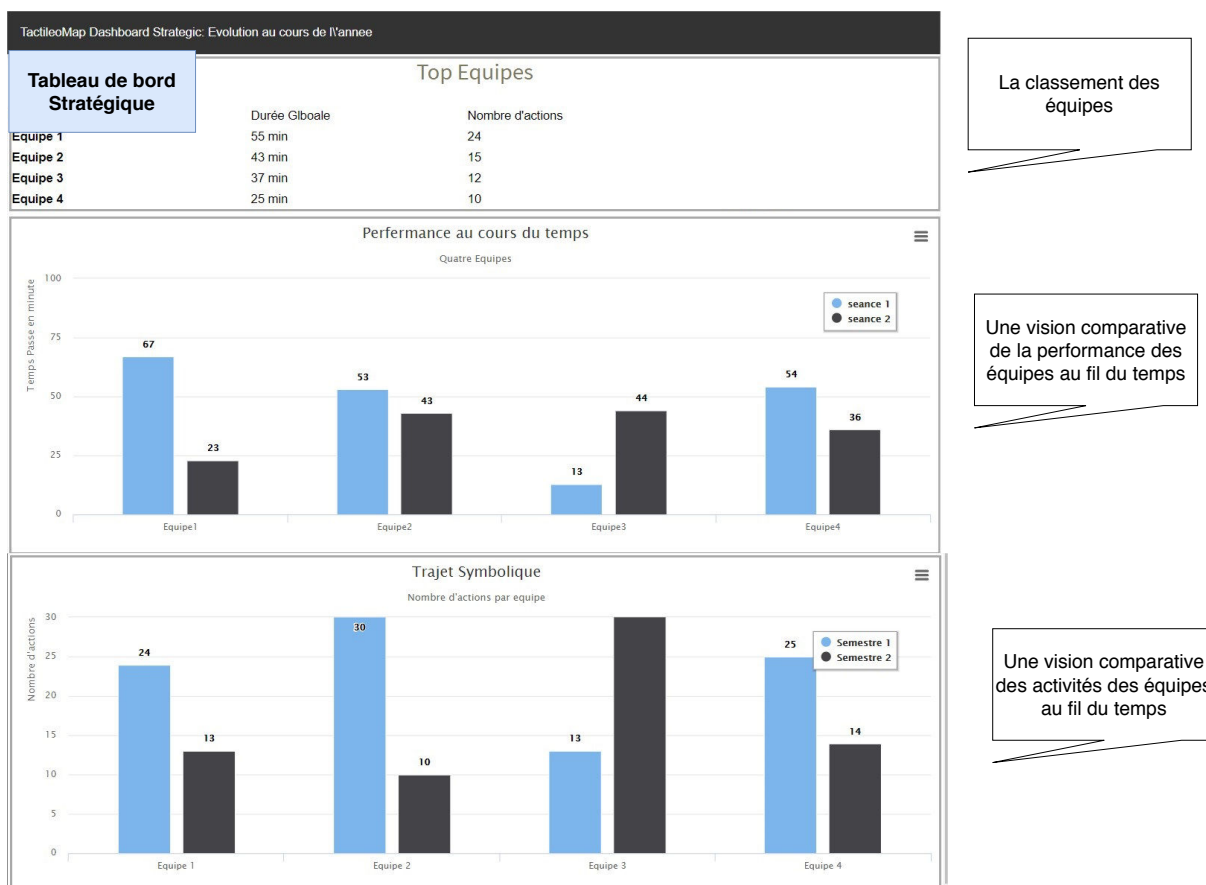 TactileoMap Dashboard Strategic: Evolution au cours de l\'annee
Tableau de bord
Stratégique
Top Equipes
Durée Glboale Nombre d'actions
Equipe 1 55 min 24
Equipe 2 43 min 15
Equipe 3 37 min 12
Equipe 4 25 min 10
La classement des
équipes
Perfermance au cours du temps
Quatre Equipes
Temps Passe en minute
100
75
50
25
0
seance 1
seance 2
67
23
53
43
13
44
54
36
Equipe1 Equipe2 Equipe3 Equipe4
Une vision comparative
de la performance des
équipes au fil du temps
Trajet Symbolique
Nombre d'actions par equipe
Nombre d'actions
30
25
20
15
10
5
0
Semestre 1
Semestre 2
24
13
30
10
13
25
14
Equipe 1 Equipe 2 Equipe 3 Equipe 4
Une vision comparative
des activités des équipes
au fil du temps